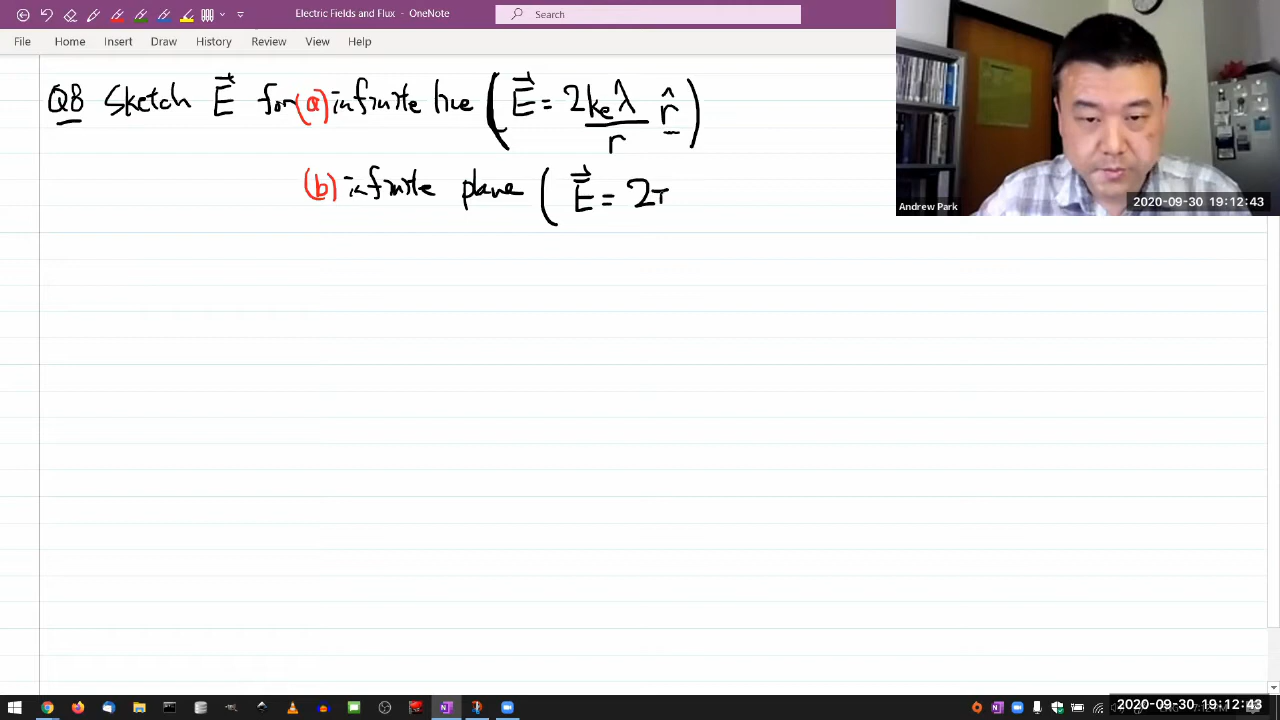 Electric Fields and Flux - OneNote
Search
File Home Insert Draw History Review View Help
Q8 Sketch E⃗ for (a) infinite line (E⃗ = 2kₑλ/r r̂)
(b) infinite plane (E⃗ = 2π
Andrew Park
2020-09-30 19:12:43
2020-09-30 19:12:43